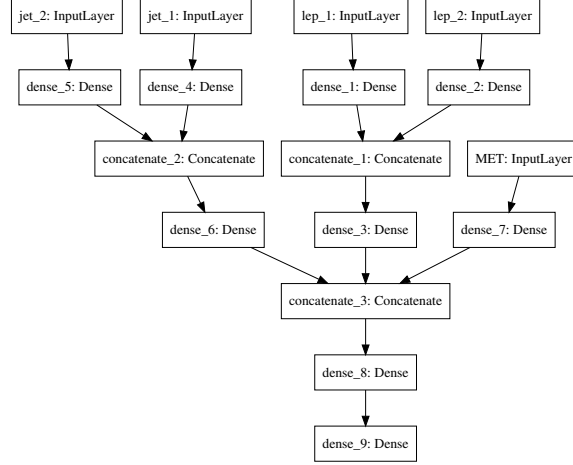 jet_2: InputLayer
jet_1: InputLayer
lep_1: InputLayer
lep_2: InputLayer
dense_5: Dense
dense_4: Dense
dense_1: Dense
dense_2: Dense
concatenate_2: Concatenate
concatenate_1: Concatenate
MET: InputLayer
dense_6: Dense
dense_3: Dense
dense_7: Dense
concatenate_3: Concatenate
dense_8: Dense
dense_9: Dense